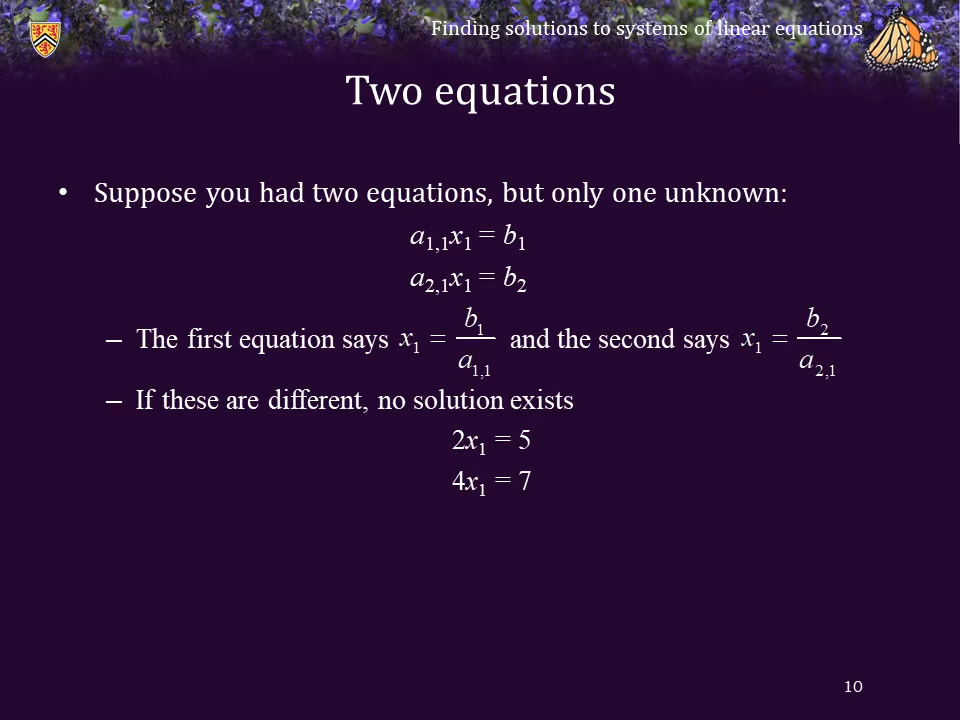 Finding solutions to systems of linear equations
Two equations
• Suppose you had two equations, but only one unknown:
a₁,₁x₁ = b₁
a₂,₁x₁ = b₂
– The first equation says x₁ = b₁/a₁,₁ and the second says x₁ = b₂/a₂,₁
– If these are different, no solution exists
2x₁ = 5
4x₁ = 7
10